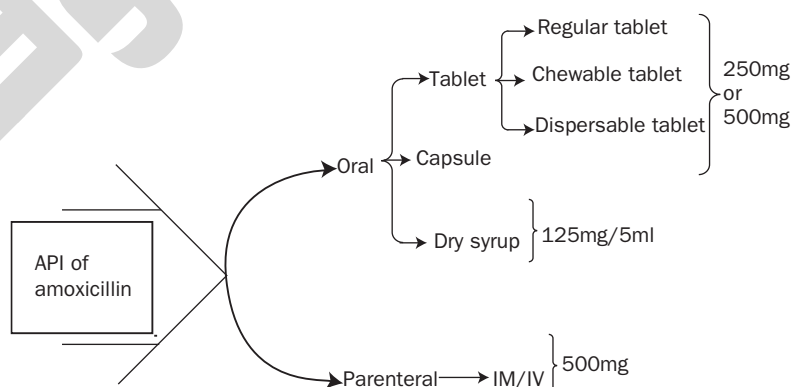 Regular tablet
Tablet
Chewable tablet
250mg
or
500mg
Dispersable tablet
Oral
Capsule
Dry syrup
125mg/5ml
API of
amoxicillin
Parenteral
IM/IV
500mg